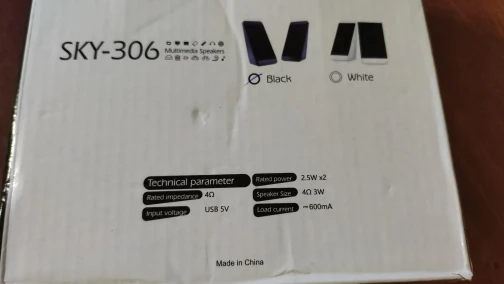 SKY-306
Multimedia Speakers
Black
White
Technical parameter
Rated power 2.5W x2
Rated impedance 4Ω
Speaker Size 4Ω 3W
Input voltage USB 5V
Load current ~600mA
Made in China